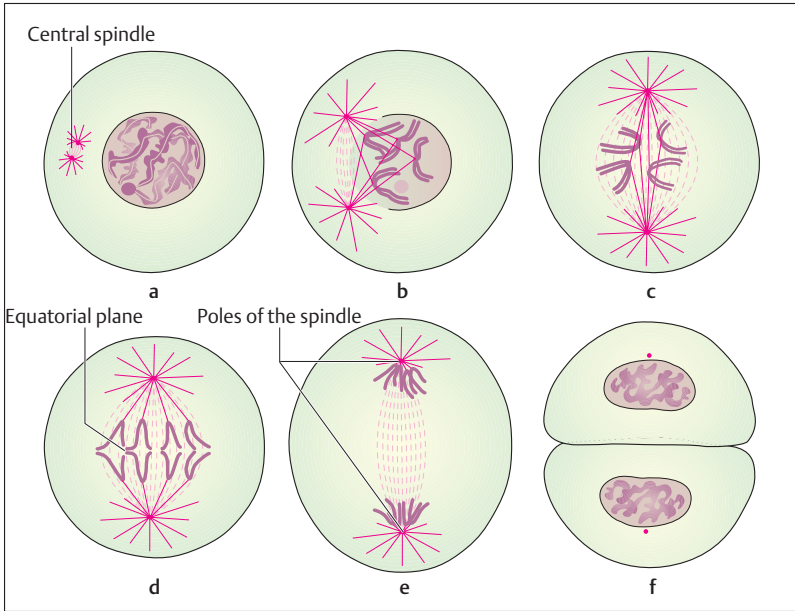 Central spindle
a
b
c
Equatorial plane
Poles of the spindle
d
e
f